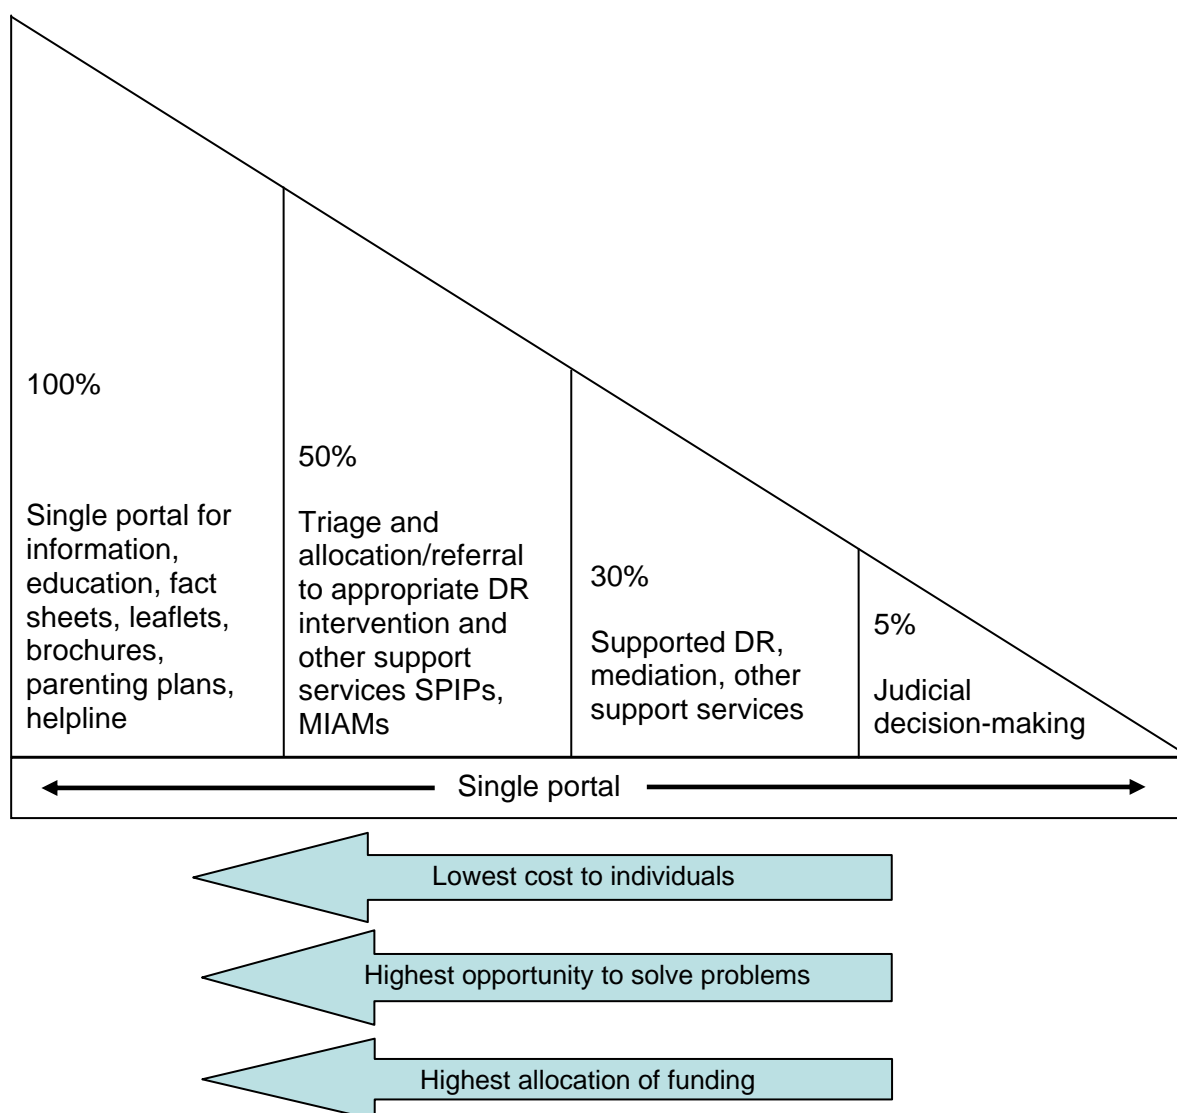 100%
Single portal for
information,
education, fact
sheets, leaflets,
brochures,
parenting plans,
helpline
50%
Triage and
allocation/referral
to appropriate DR
intervention and
other support
services SPIPs,
MIAMs
30%
Supported DR,
mediation, other
support services
5%
Judicial
decision-making
Single portal
Lowest cost to individuals
Highest opportunity to solve problems
Highest allocation of funding